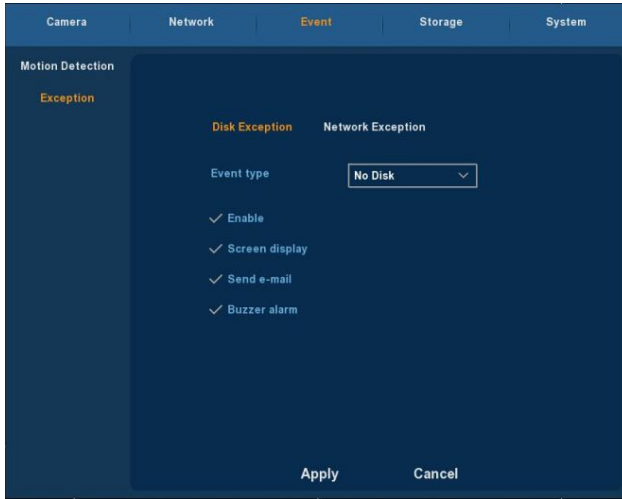 Camera Network Event Storage System
Motion Detection
Exception
Disk Exception Network Exception
Event type No Disk
Enable
Screen display
Send e-mail
Buzzer alarm
Apply Cancel